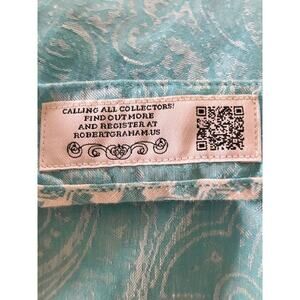 CALLING ALL COLLECTORS!
FIND OUT MORE
AND REGISTER AT
ROBERTGRAHAM.US